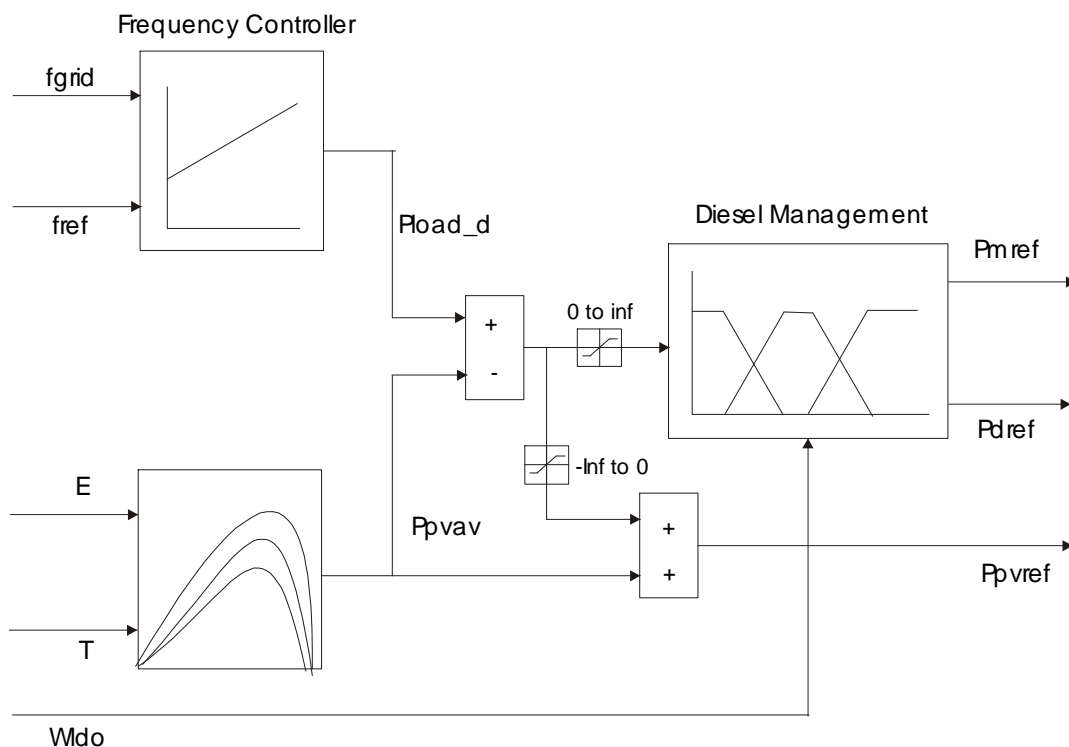 Frequency Controller
fgrid
fref
Pload_d
Diesel Management
Pmref
0 to inf
+
-
Pdref
-Inf to 0
E
Ppvav
+
+
Ppvref
T
Wldo